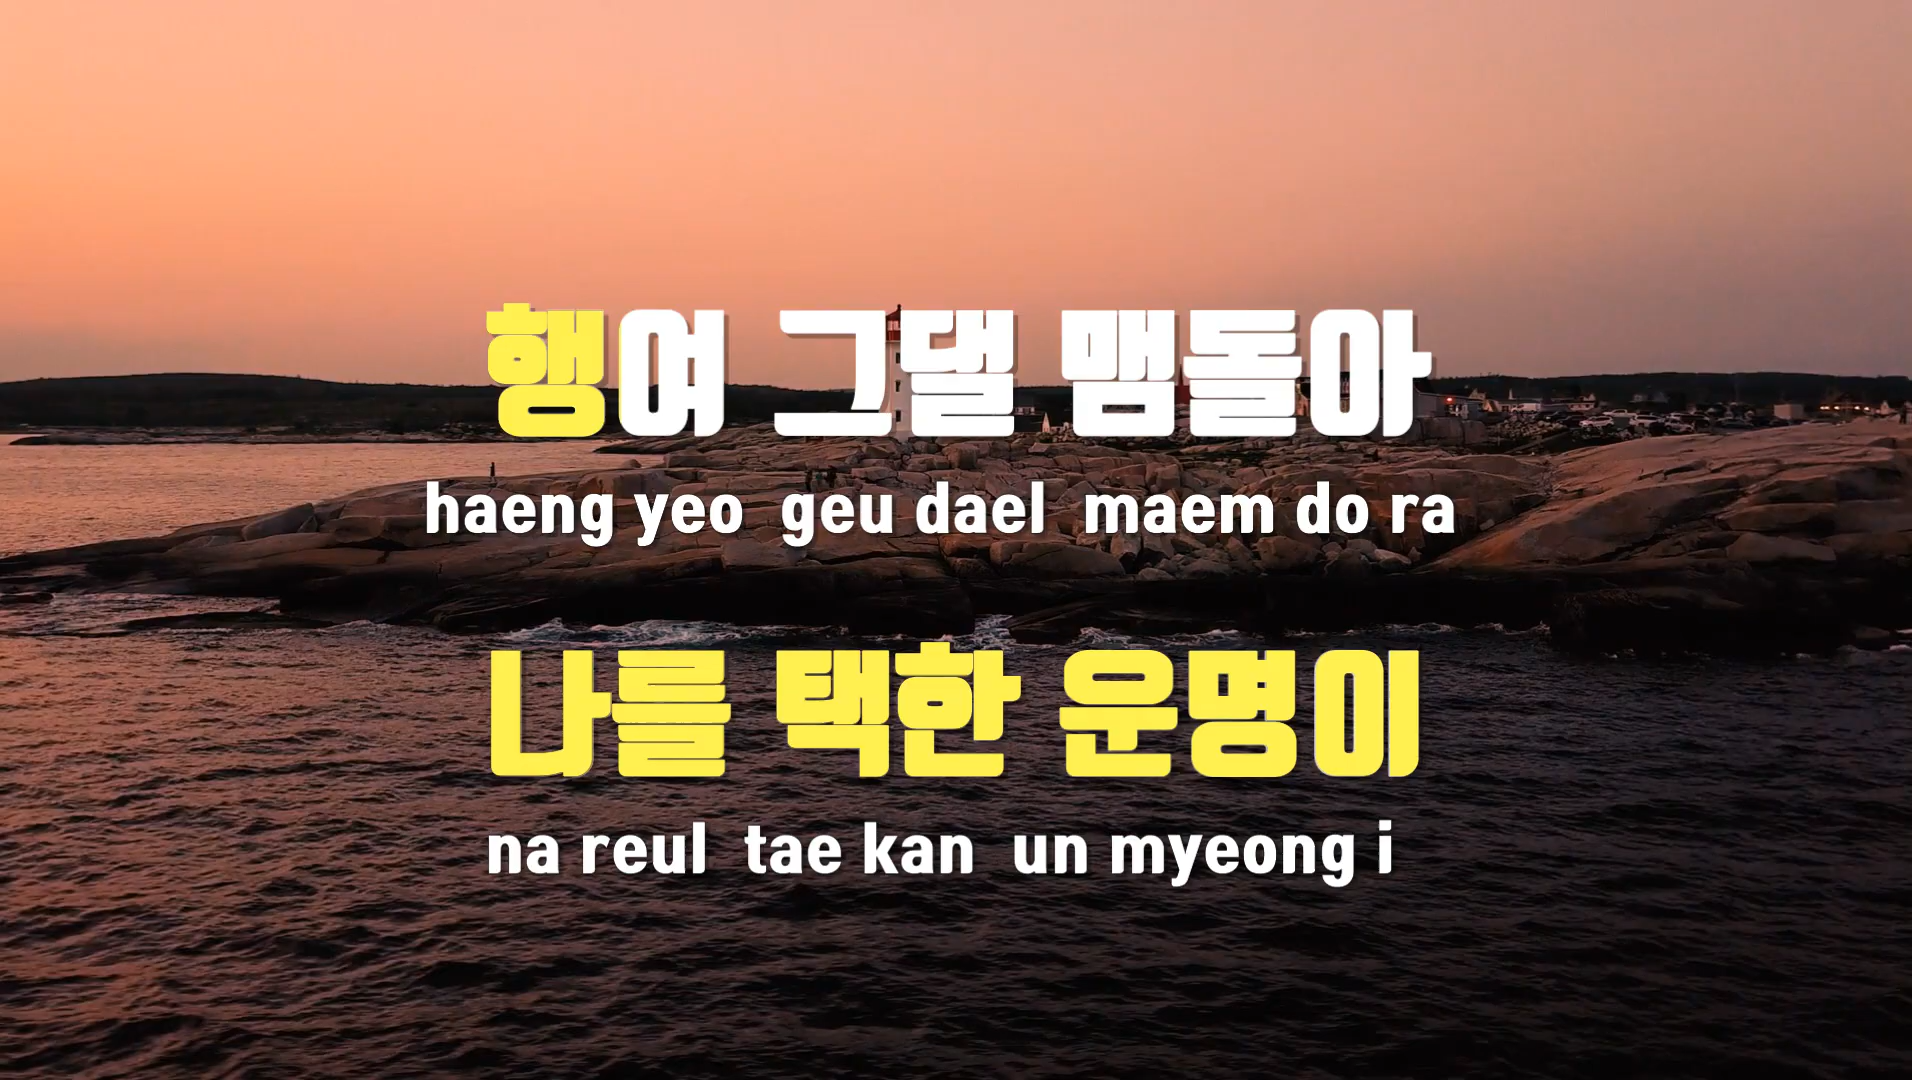 행여 그댈 맴돌아
haeng yeo geu dael maem do ra
나를 택한 운명이
na reul tae kan un myeong i